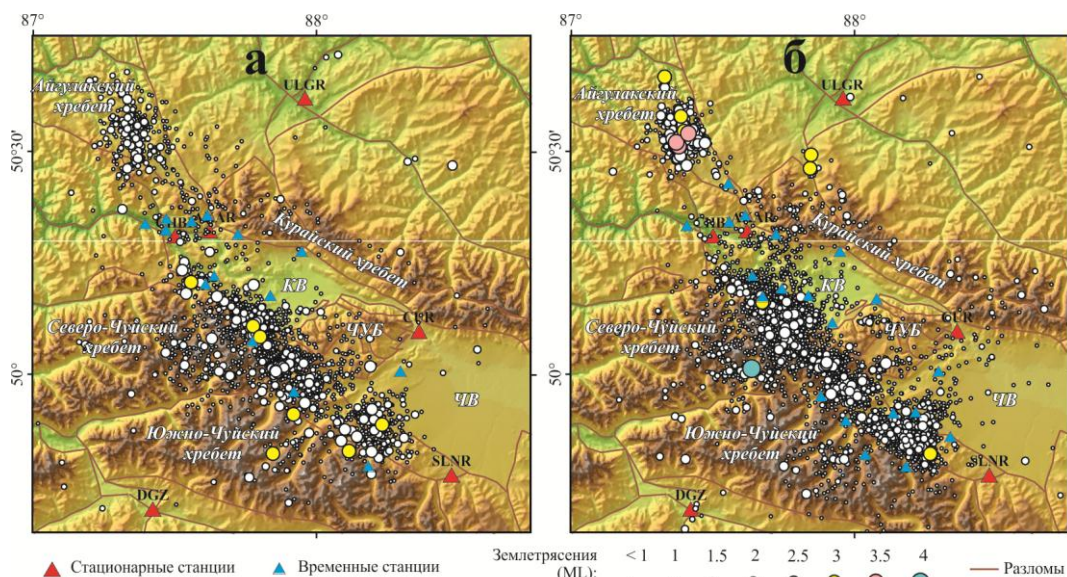 87° 88° 87° 88°
а б
ULGR ULGR
Айгулакский хребет
Айгулакский хребет
50°30' 50°30'
Курайский хребет
Курайский хребет
КВ КВ
Северо-Чуйский хребет
Северо-Чуйский хребет
ЧУБ ЧУБ
50° 50°
ЧВ ЧВ
Южно-Чуйский хребет
Южно-Чуйский хребет
SLNR SLNR
DGZ DGZ
Стационарные станции Временные станции
Землетрясения (ML): < 1 1 1.5 2 2.5 3 3.5 4
Разломы